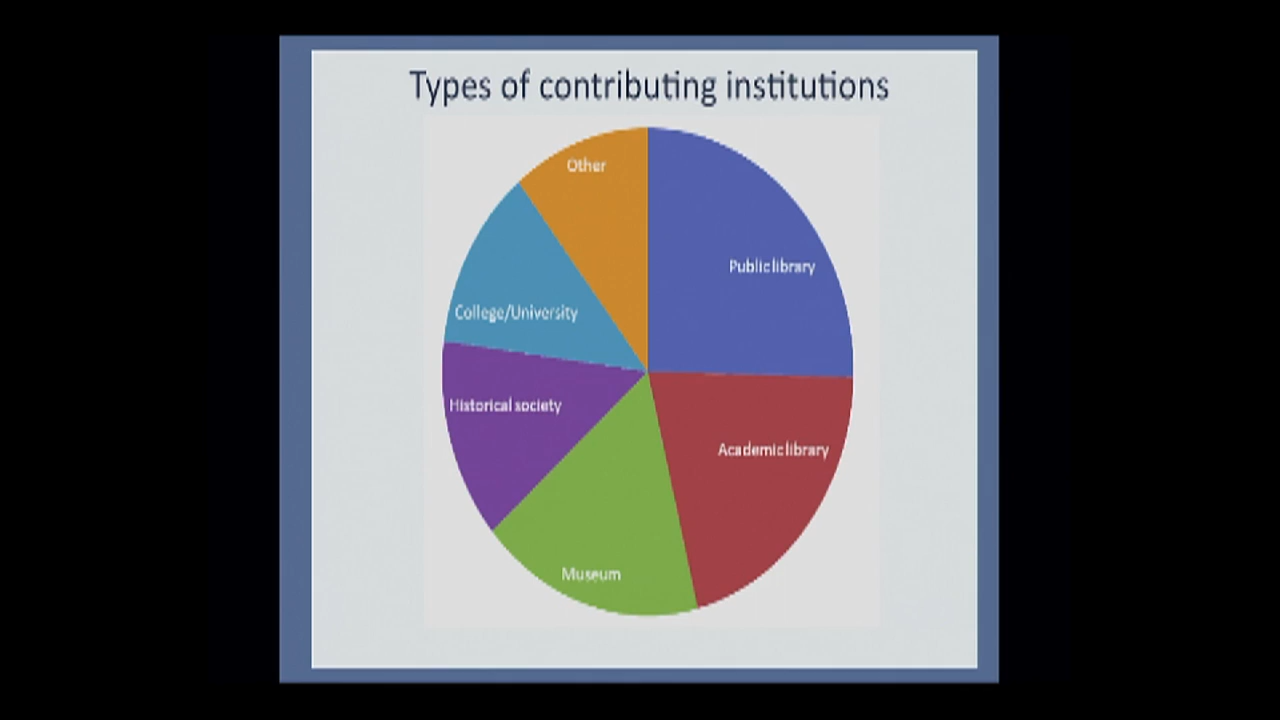 Types of contributing institutions
Other
Public library
College/University
Historical society
Academic library
Museum